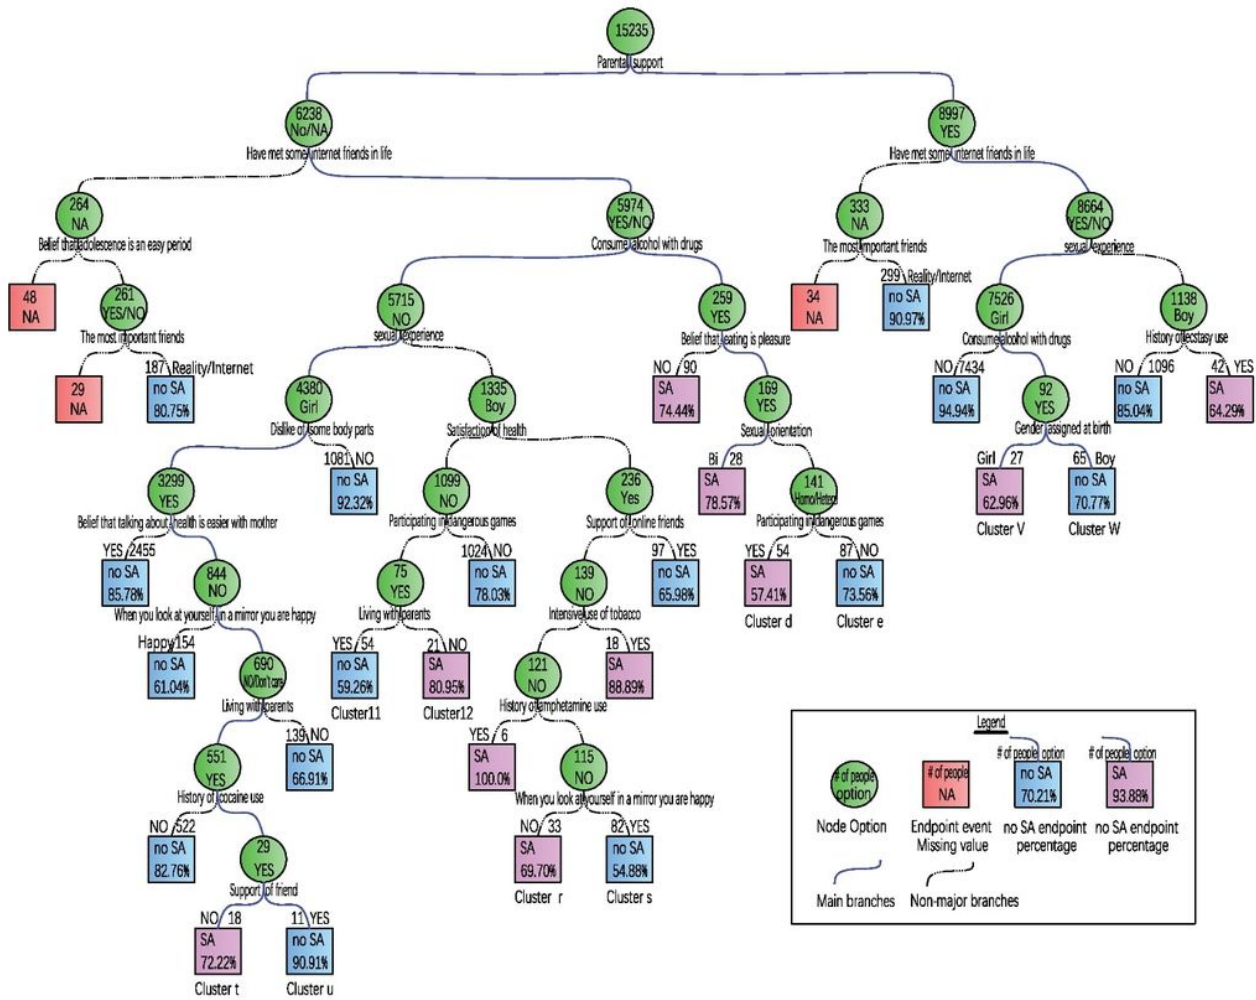 15235
Parental support
6238
No/NA
8997
YES
Have met some internet friends in life
Have met some internet friends in life
264
NA
5974
YES/NO
333
NA
8664
YES/NO
Belief that adolescence is an easy period
Consume alcohol with drugs
The most important friends
sexual experience
48
NA
261
YES/NO
5715
NO
259
YES
34
NA
299 Reality/Internet
no SA
90.97%
7526
Girl
1138
Boy
The most important friends
sexual experience
Belief that eating is pleasure
Consume alcohol with drugs
History of ecstasy use
29
NA
187 Reality/Internet
no SA
80.75%
4380
Girl
1335
Boy
NO 90
SA
74.44%
169
YES
NO 7434
no SA
94.94%
92
YES
NO 1096
no SA
85.04%
42 YES
SA
64.29%
Dislike of some body parts
Satisfaction of health
Sexual orientation
Gender assigned at birth
3299
YES
1081 NO
no SA
92.32%
1099
NO
236
Yes
Bi 28
SA
78.57%
141
Homo/Hetero
Girl 27
SA
62.96%
Cluster V
65 Boy
no SA
70.77%
Cluster W
Belief that talking about health is easier with mother
Participating in dangerous games
Support of online friends
Participating in dangerous games
YES 2455
no SA
85.78%
844
NO
75
YES
1024 NO
no SA
78.03%
139
NO
97 YES
no SA
65.98%
YES 54
SA
57.41%
Cluster d
87 NO
no SA
73.56%
Cluster e
When you look at yourself in a mirror you are happy
Living with parents
Intensive use of tobacco
Happy 154
no SA
61.04%
690
NO/Don't care
YES 54
no SA
59.26%
Cluster11
21 NO
SA
80.95%
Cluster12
121
NO
18 YES
SA
88.89%
Living with parents
History of amphetamine use
551
YES
139 NO
no SA
66.91%
YES 6
SA
100.0%
115
NO
History of cocaine use
When you look at yourself in a mirror you are happy
NO 522
no SA
82.76%
29
YES
NO 33
SA
69.70%
Cluster r
82 YES
no SA
54.88%
Cluster s
Support of friend
NO 18
SA
72.22%
Cluster t
11 YES
no SA
90.91%
Cluster u
Legend
# of people
option
Node Option
# of people
NA
Endpoint event
Missing value
# of people option
no SA
70.21%
no SA endpoint
percentage
# of people option
SA
93.88%
no SA endpoint
percentage
Main branches
Non-major branches